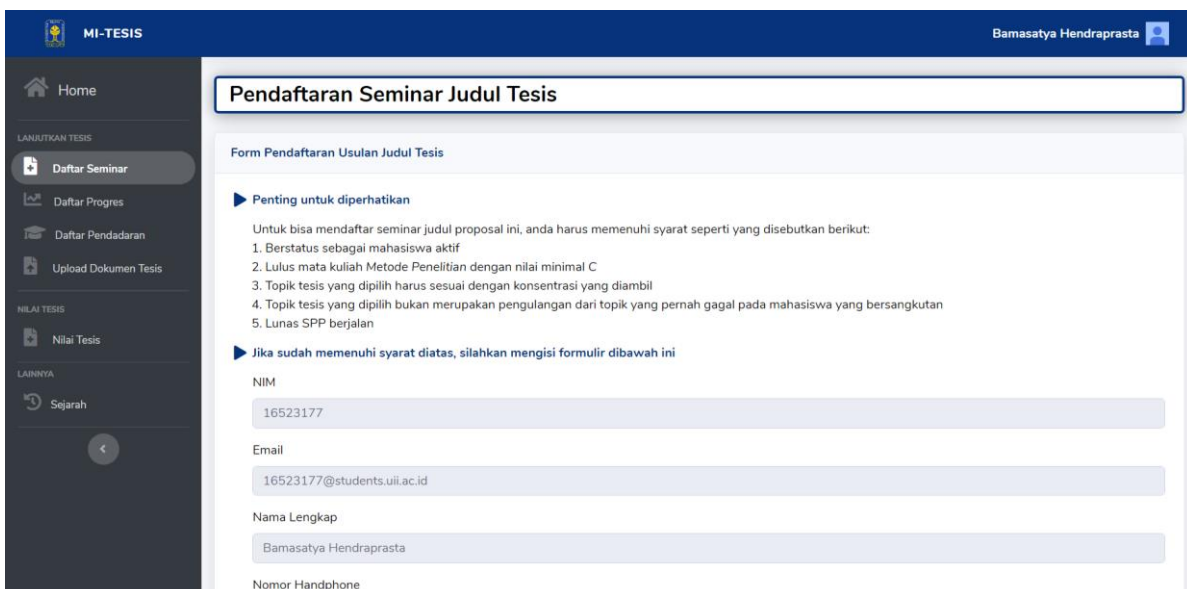 MI-TESIS
Bamasatya Hendraprasta
Home
LANJUTKAN TESIS
Daftar Seminar
Daftar Progres
Daftar Pendadaran
Upload Dokumen Tesis
NILAI TESIS
Nilai Tesis
LAINNYA
Sejarah
Pendaftaran Seminar Judul Tesis
Form Pendaftaran Usulan Judul Tesis
Penting untuk diperhatikan
Untuk bisa mendaftar seminar judul proposal ini, anda harus memenuhi syarat seperti yang disebutkan berikut:
1. Berstatus sebagai mahasiswa aktif
2. Lulus mata kuliah Metode Penelitian dengan nilai minimal C
3. Topik tesis yang dipilih harus sesuai dengan konsentrasi yang diambil
4. Topik tesis yang dipilih bukan merupakan pengulangan dari topik yang pernah gagal pada mahasiswa yang bersangkutan
5. Lunas SPP berjalan
Jika sudah memenuhi syarat diatas, silahkan mengisi formulir dibawah ini
NIM
16523177
Email
16523177@students.uii.ac.id
Nama Lengkap
Bamasatya Hendraprasta
Nomor Handphone